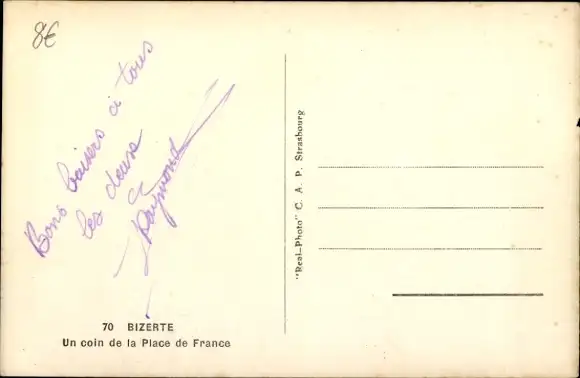 8€
Bons baisers à tous
les deux
Raymond
"Real-Photo" C. A. P. Strasbourg
70 BIZERTE
Un coin de la Place de France